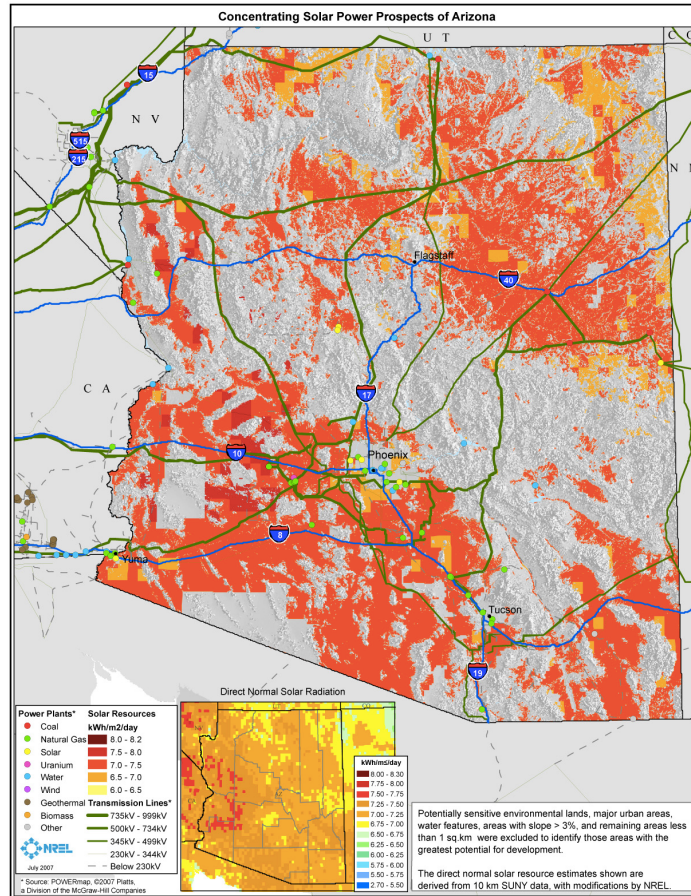 Concentrating Solar Power Prospects of Arizona
U T
C O
15
N V
515
215
N M
Flagstaff
40
C A
17
10
Phoenix
8
Yuma
Tucson
19
Power Plants*
Coal
Natural Gas
Solar
Uranium
Water
Wind
Geothermal
Biomass
Other
Solar Resources
kWh/m2/day
8.0 - 8.2
7.5 - 8.0
7.0 - 7.5
6.5 - 7.0
6.0 - 6.5
Transmission Lines*
735kV - 999kV
500kV - 734kV
345kV - 499kV
230kV - 344kV
Below 230kV
NREL
July 2007
* Source: POWERmap, ©2007 Platts,
a Division of the McGraw-Hill Companies
Direct Normal Solar Radiation
kWh/m²/day
8.00 - 8.30
7.75 - 8.00
7.50 - 7.75
7.25 - 7.50
7.00 - 7.25
6.75 - 7.00
6.50 - 6.75
6.25 - 6.50
6.00 - 6.25
5.75 - 6.00
5.50 - 5.75
2.70 - 5.50
Potentially sensitive environmental lands, major urban areas,
water features, areas with slope > 3%, and remaining areas less
than 1 sq.km were excluded to identify those areas with the
greatest potential for development.
The direct normal solar resource estimates shown are
derived from 10 km SUNY data, with modifications by NREL.